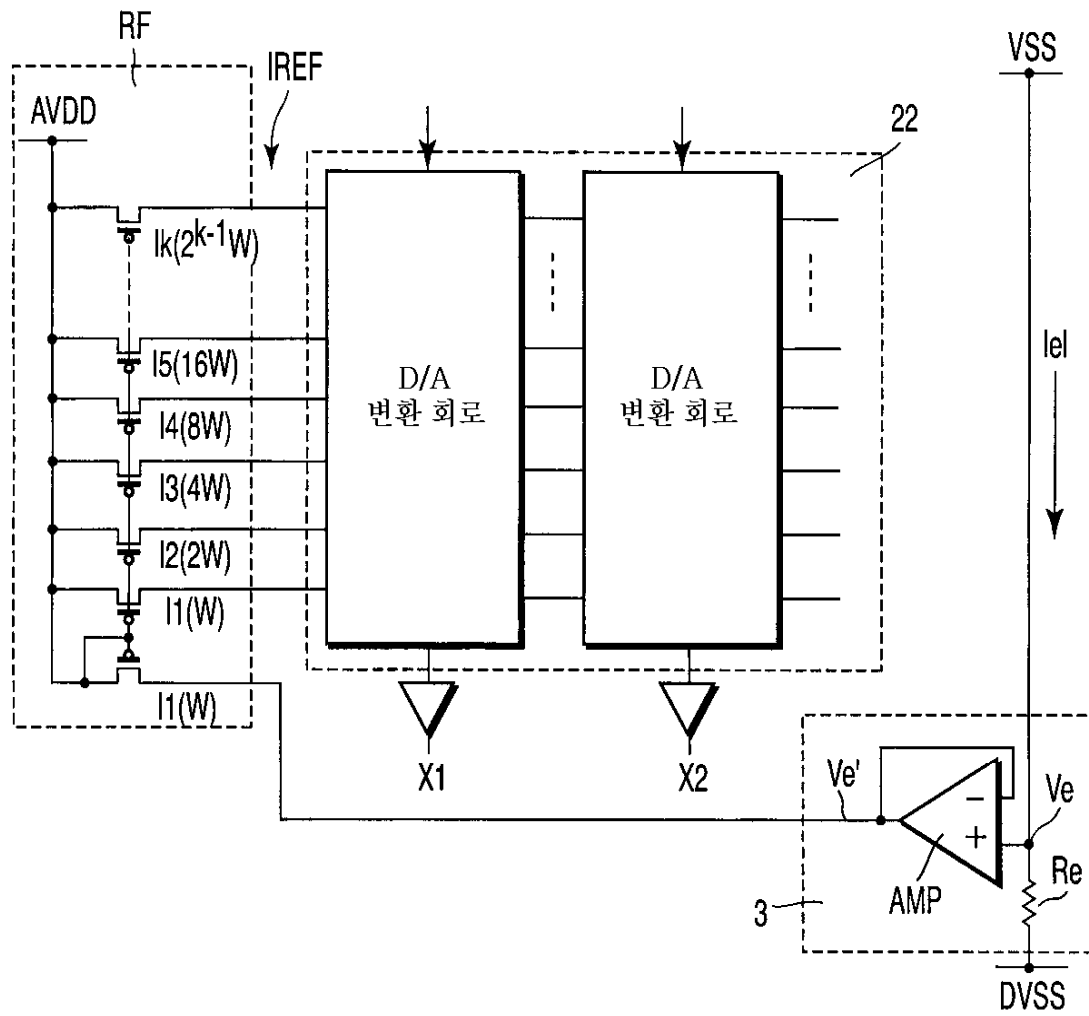 RF
IREF
VSS
AVDD
22
Ik(2^k-1W)
I5(16W)
I4(8W)
I3(4W)
I2(2W)
I1(W)
I1(W)
D/A
변환 회로
D/A
변환 회로
Iel
X1
X2
Ve'
Ve
−
+
AMP
Re
3
DVSS